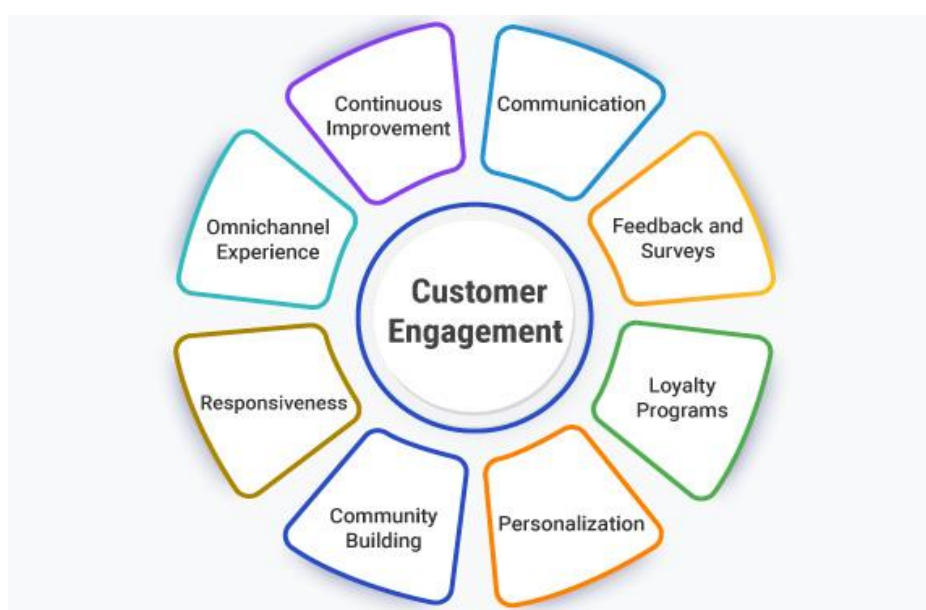 Continuous
Improvement
Communication
Omnichannel
Experience
Feedback and
Surveys
Customer
Engagement
Responsiveness
Loyalty
Programs
Community
Building
Personalization